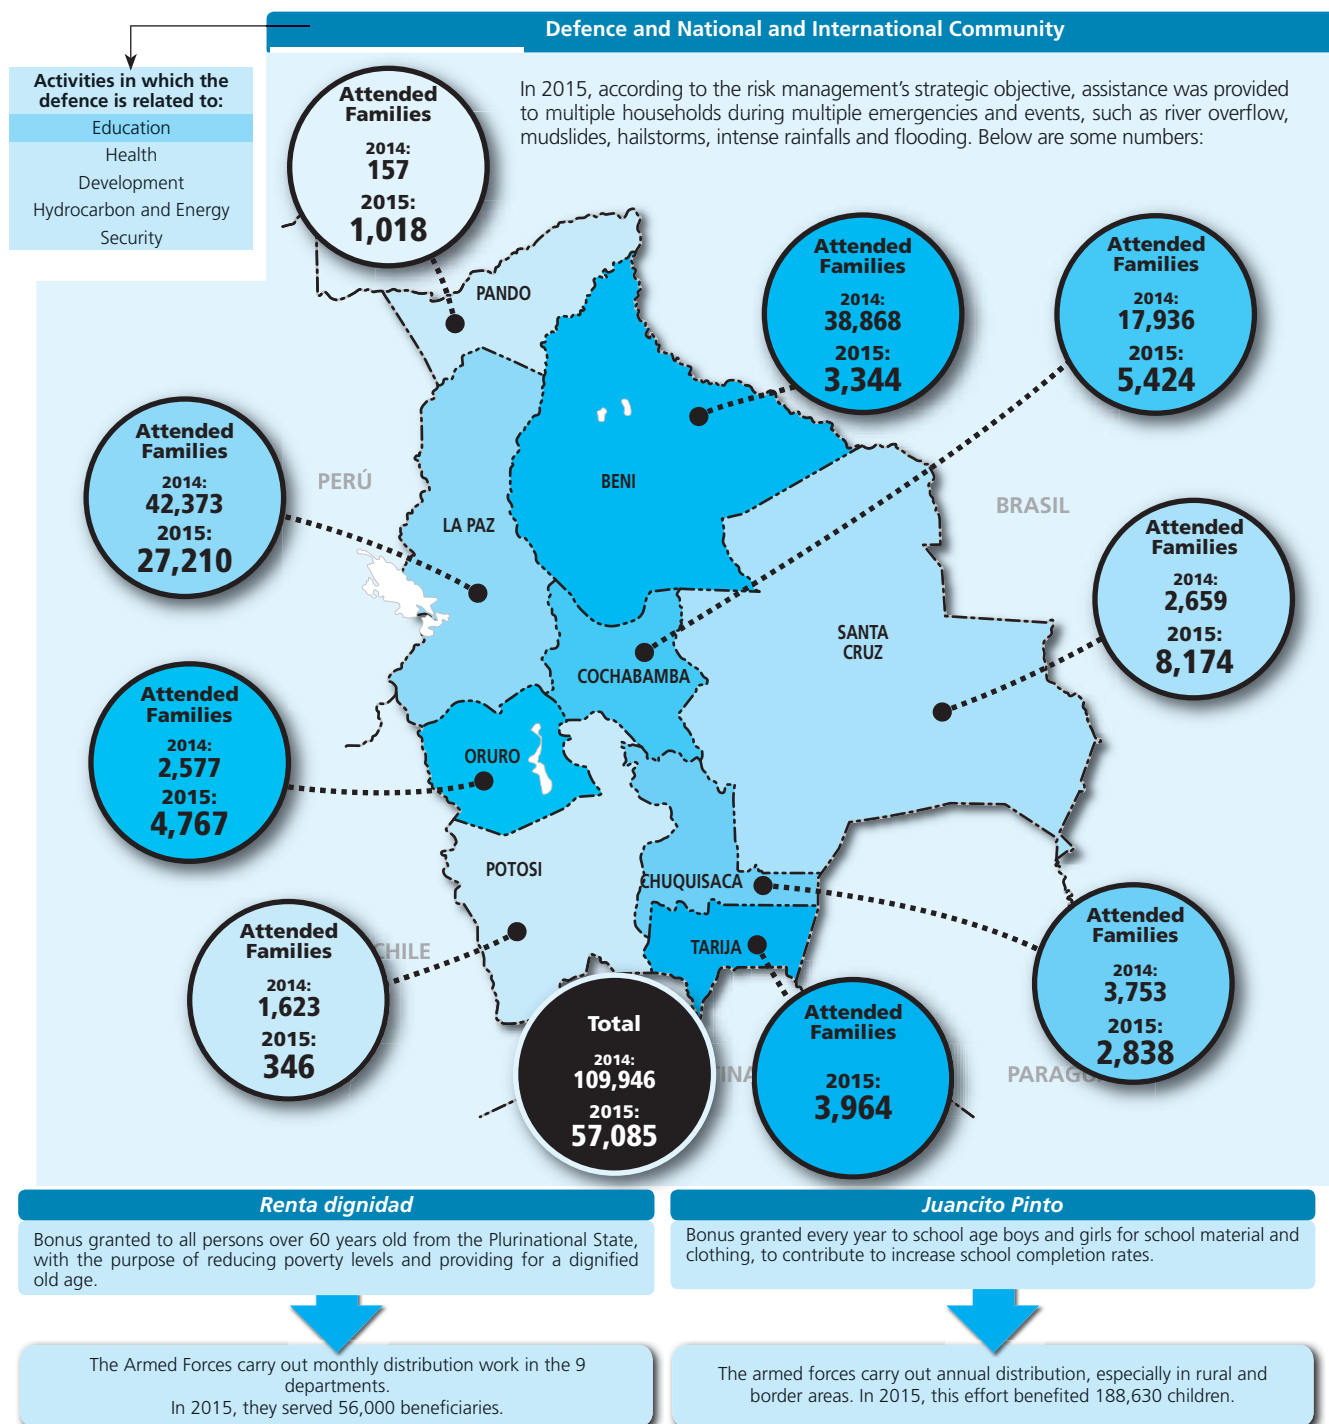 Defence and National and International Community
Activities in which the
defence is related to:
Education
Health
Development
Hydrocarbon and Energy
Security
In 2015, according to the risk management's strategic objective, assistance was provided
to multiple households during multiple emergencies and events, such as river overflow,
mudslides, hailstorms, intense rainfalls and flooding. Below are some numbers:
Attended
Families
2014:
157
2015:
1,018
Attended
Families
2014:
38,868
2015:
3,344
Attended
Families
2014:
17,936
2015:
5,424
Attended
Families
2014:
42,373
2015:
27,210
Attended
Families
2014:
2,659
2015:
8,174
Attended
Families
2014:
2,577
2015:
4,767
Attended
Families
2014:
1,623
2015:
346
Total
2014:
109,946
2015:
57,085
Attended
Families
2015:
3,964
Attended
Families
2014:
3,753
2015:
2,838
PANDO
PERÚ
LA PAZ
BENI
BRASIL
SANTA
CRUZ
COCHABAMBA
ORURO
POTOSI
CHUQUISACA
TARIJA
CHILE
TINA
PARAGU
Renta dignidad
Bonus granted to all persons over 60 years old from the Plurinational State,
with the purpose of reducing poverty levels and providing for a dignified
old age.
The Armed Forces carry out monthly distribution work in the 9
departments.
In 2015, they served 56,000 beneficiaries.
Juancito Pinto
Bonus granted every year to school age boys and girls for school material and
clothing, to contribute to increase school completion rates.
The armed forces carry out annual distribution, especially in rural and
border areas. In 2015, this effort benefited 188,630 children.